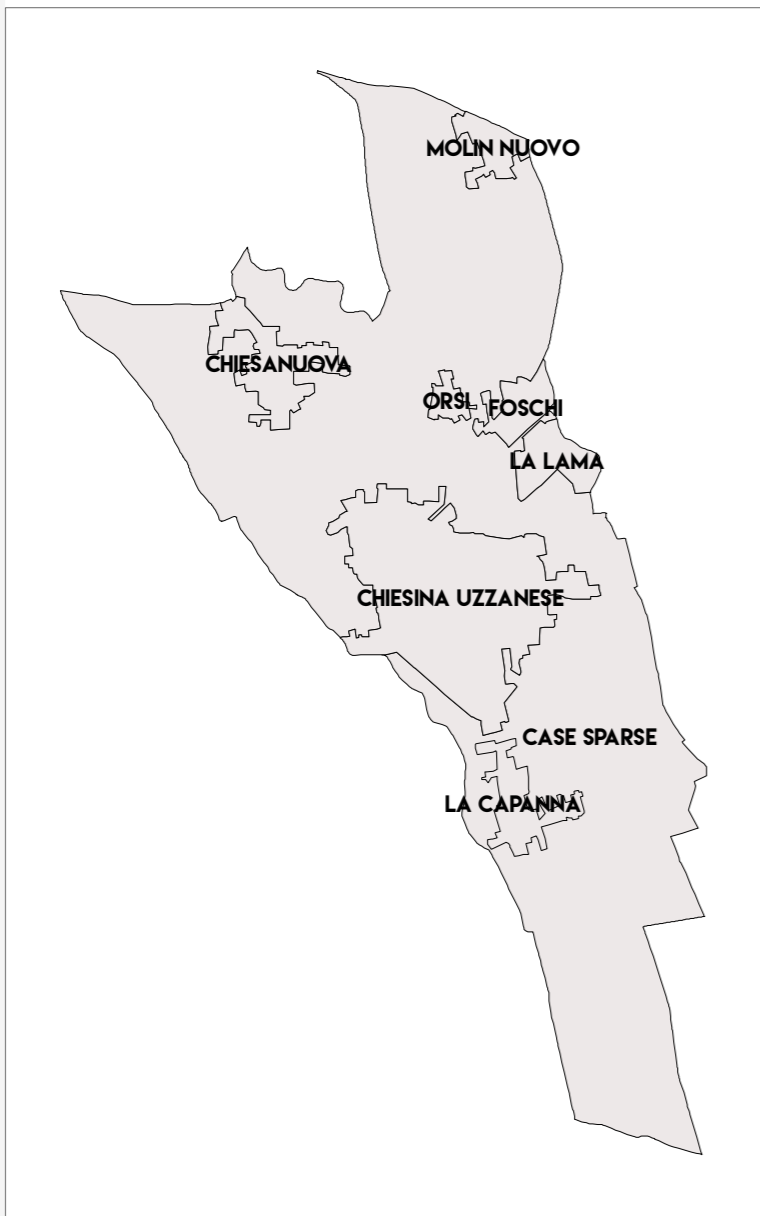 MOLIN NUOVO
CHIESANUOVA
ORSI
FOSCHI
LA LAMA
CHIESINA UZZANESE
CASE SPARSE
LA CAPANNA